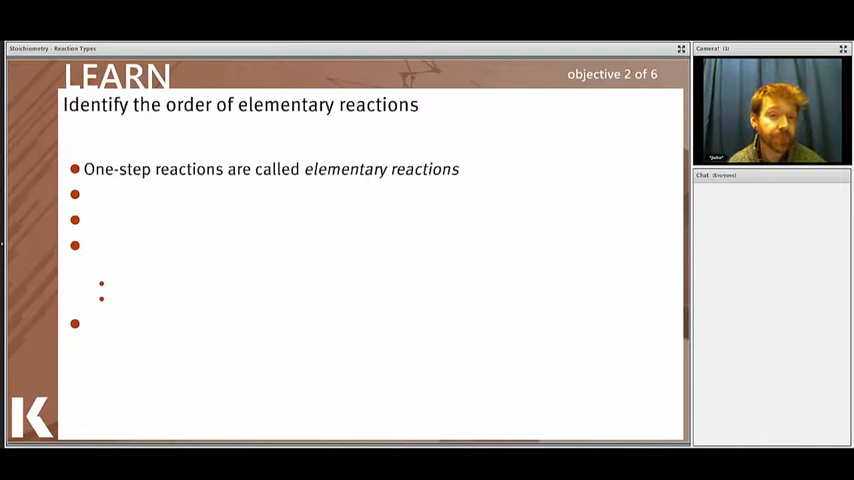 Stoichiometry - Reaction Types
LEARN
objective 2 of 6
Identify the order of elementary reactions
One-step reactions are called elementary reactions
K
Camera! (1)
*John*
Chat (Everyone)